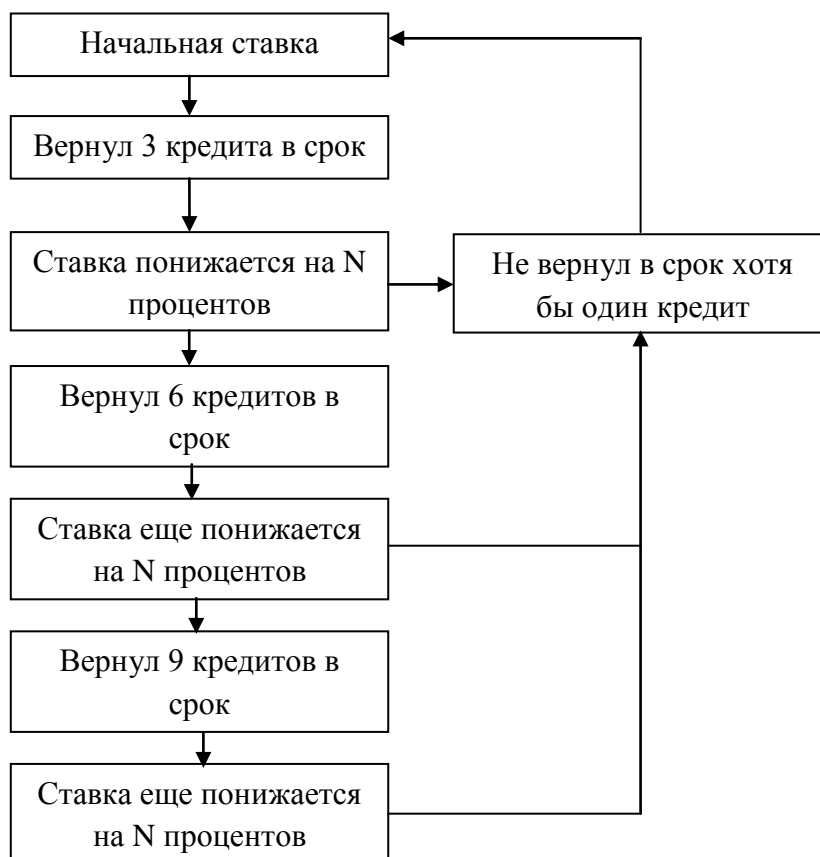 Начальная ставка
Вернул 3 кредита в срок
Ставка понижается на N
процентов
Не вернул в срок хотя
бы один кредит
Вернул 6 кредитов в
срок
Ставка еще понижается
на N процентов
Вернул 9 кредитов в
срок
Ставка еще понижается
на N процентов